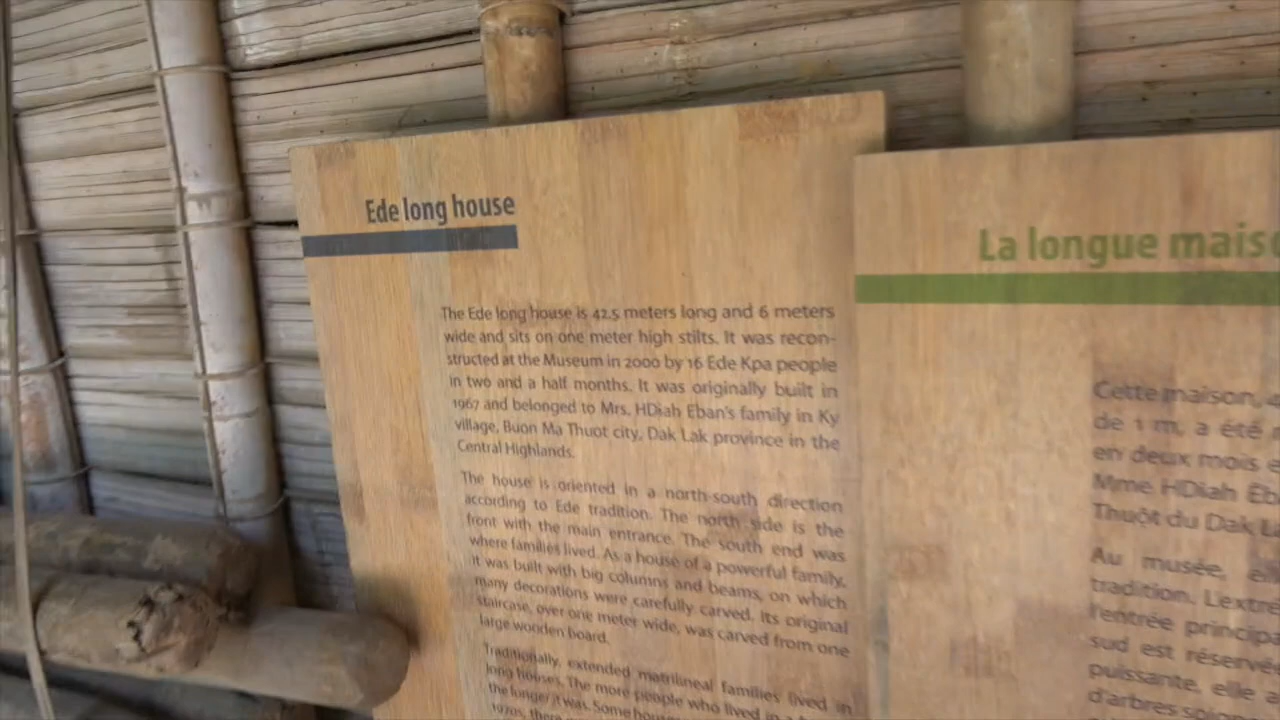 Ede long house
The Ede long house is 42.5 meters long and 6 meters
wide and sits on one meter high stilts. It was recon-
structed at the Museum in 2000 by 16 Ede Kpa people
in two and a half months. It was originally built in
1967 and belonged to Mrs. HDiah Eban's family in Ky
village, Buon Ma Thuot city, Dak Lak province in the
Central Highlands.
The house is oriented in a north-south direction
according to Ede tradition. The north side is the
front with the main entrance. The south end was
where families lived. As a house of a powerful family,
it was built with big columns and beams, on which
many decorations were carefully carved. Its original
staircase, over one meter wide, was carved from one
large wooden board.
Traditionally, extended matrilineal families lived in
long houses. The more people who lived in a
the longer it was. Some
1970s, there
La longue
Cette maison,
de 1 m, a été
en deux mois
Mme HDiah
Thuột du Dak
Au musée,
tradition.
l'entrée
sud est
puissante, elle
d'arbres